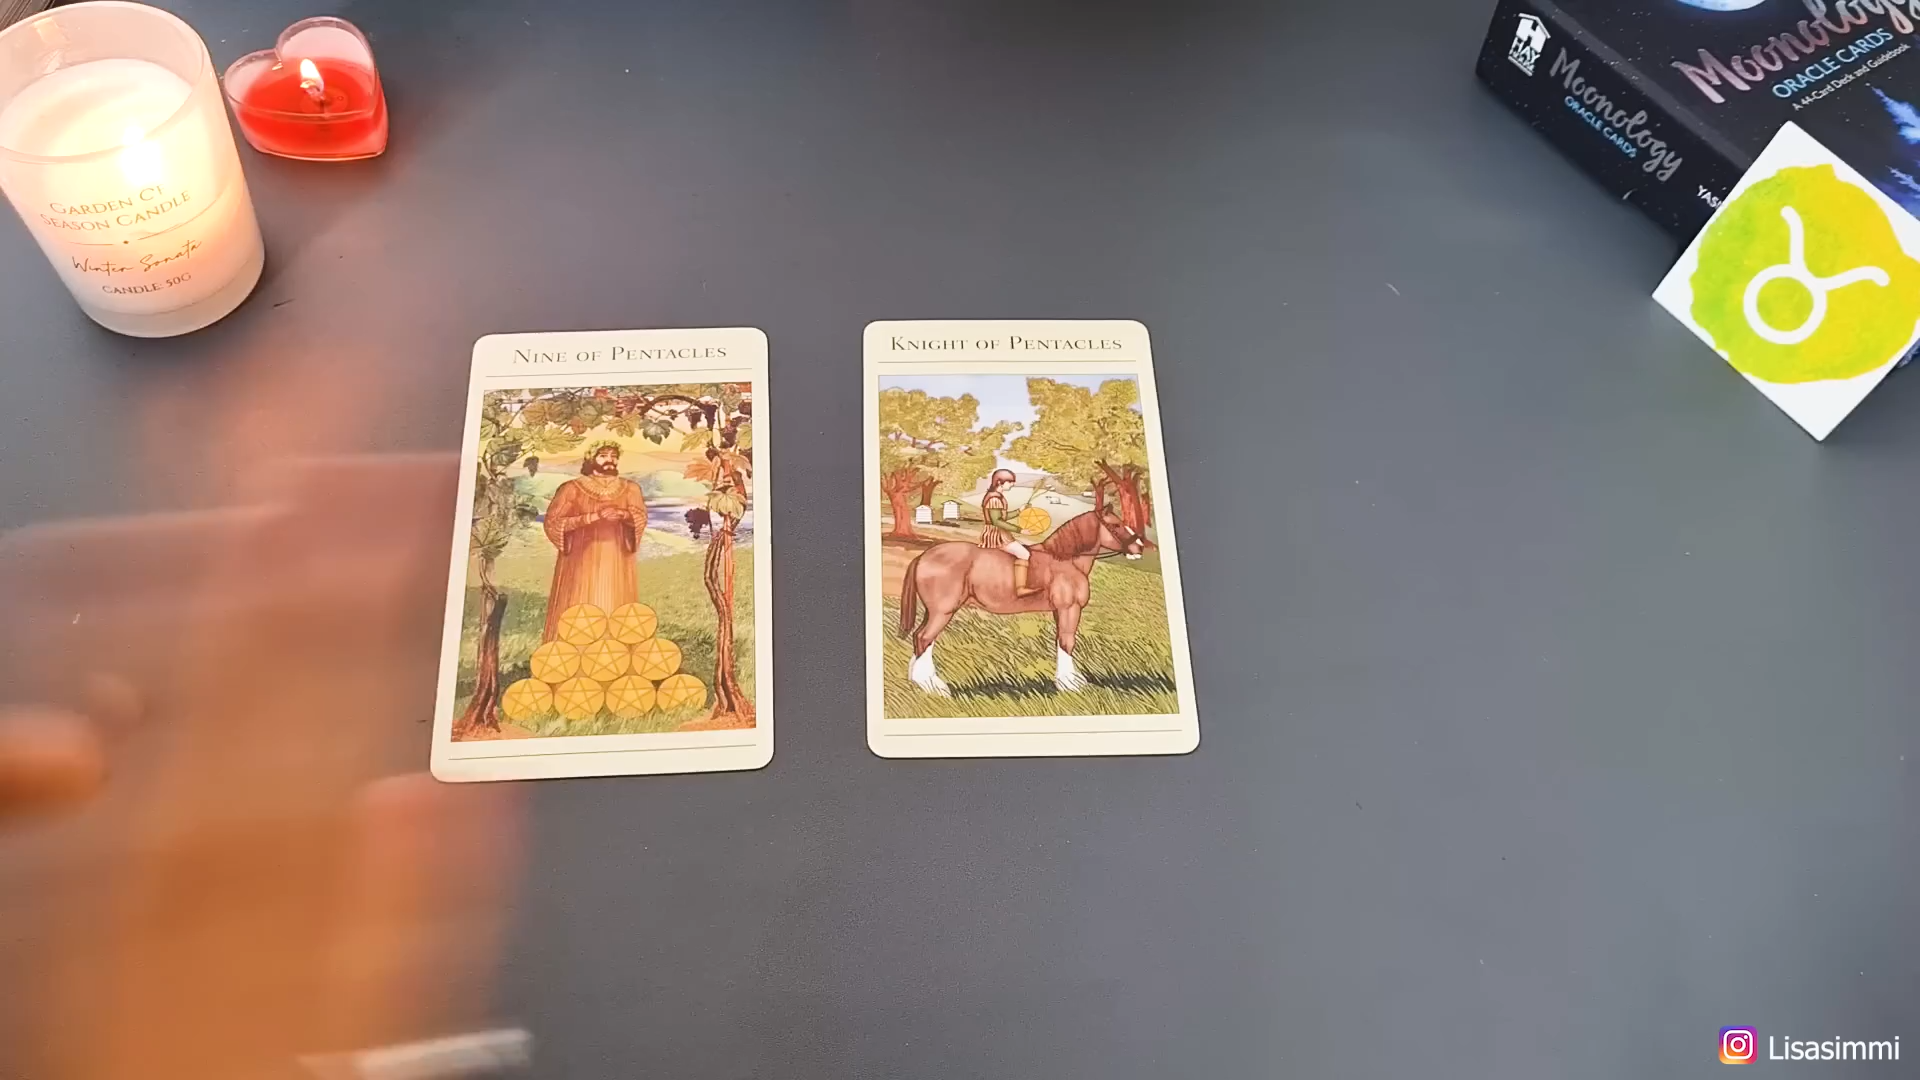 GARDEN CI
SEASON CANDLE
Winter Sonata
CANDLE 50G
HAY
Moonology
ORACLE CARDS
Moonology
ORACLE CARDS
A 44-Card Deck and Guidebook
NINE OF PENTACLES
KNIGHT OF PENTACLES
Lisasimmi